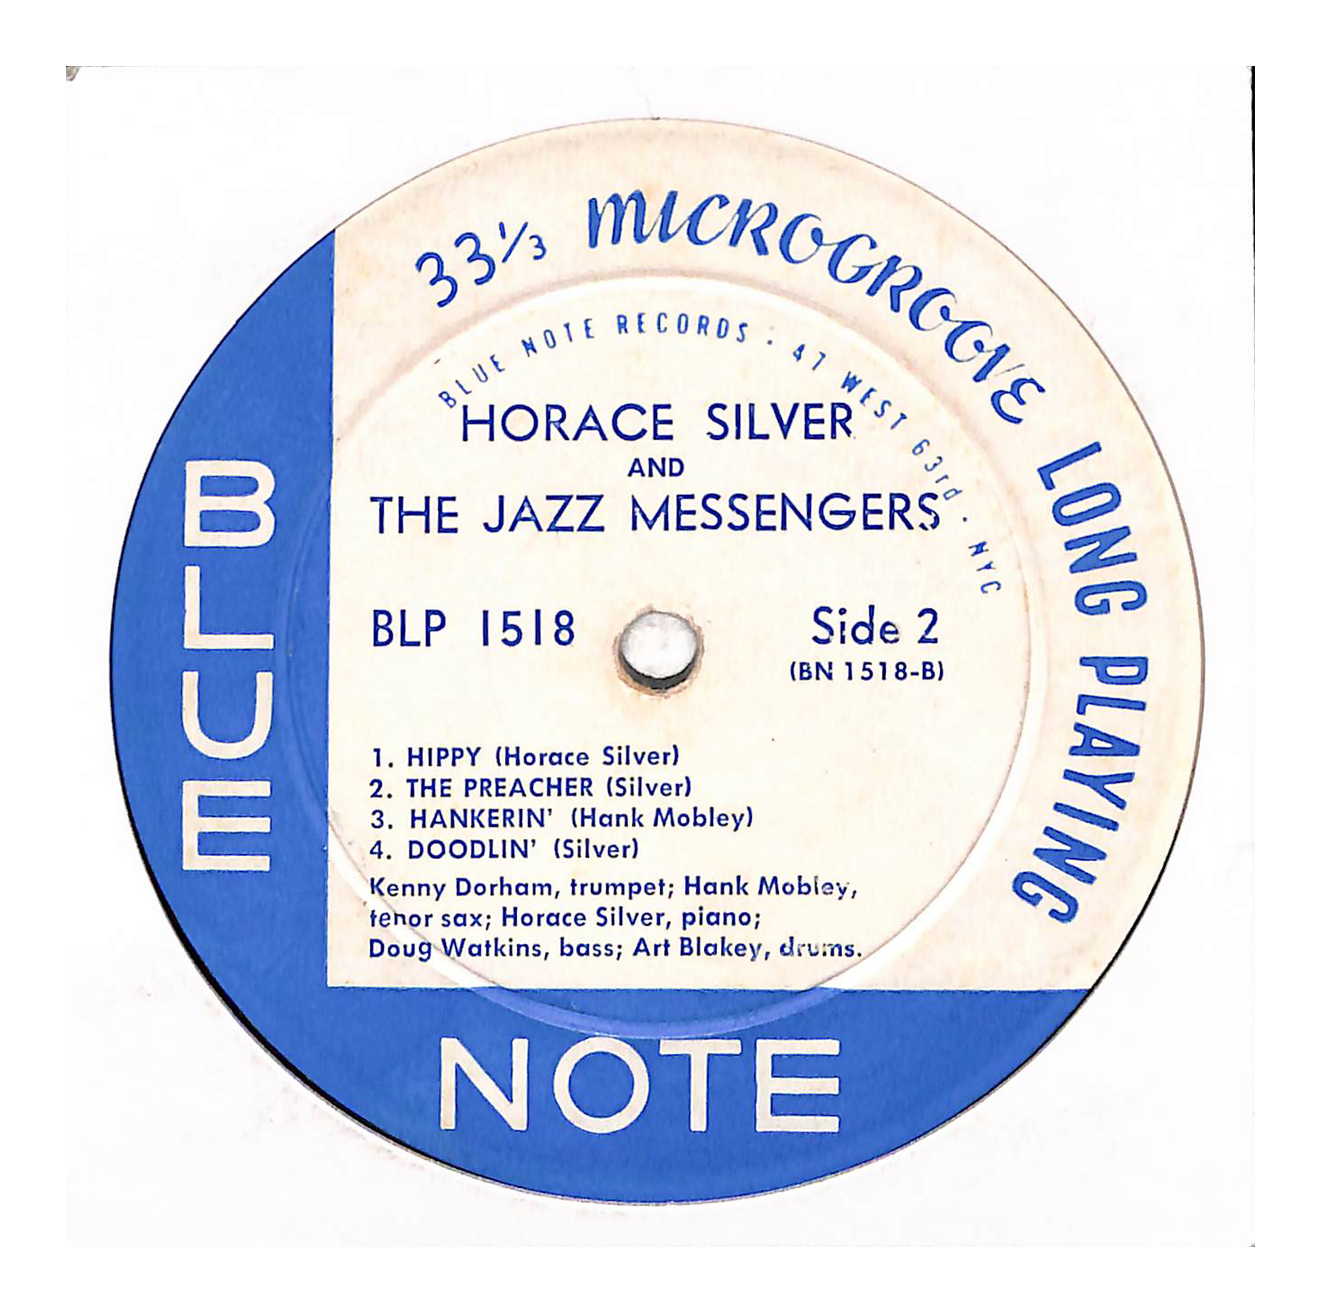 33⅓ MICROGROOVE LONG PLAYING
BLUE NOTE RECORDS · 47 WEST 63rd · NYC
HORACE SILVER
AND
THE JAZZ MESSENGERS
BLP 1518
Side 2
(BN 1518-B)
1. HIPPY (Horace Silver)
2. THE PREACHER (Silver)
3. HANKERIN' (Hank Mobley)
4. DOODLIN' (Silver)
Kenny Dorham, trumpet; Hank Mobley,
tenor sax; Horace Silver, piano;
Doug Watkins, bass; Art Blakey, drums.
BLUE
NOTE